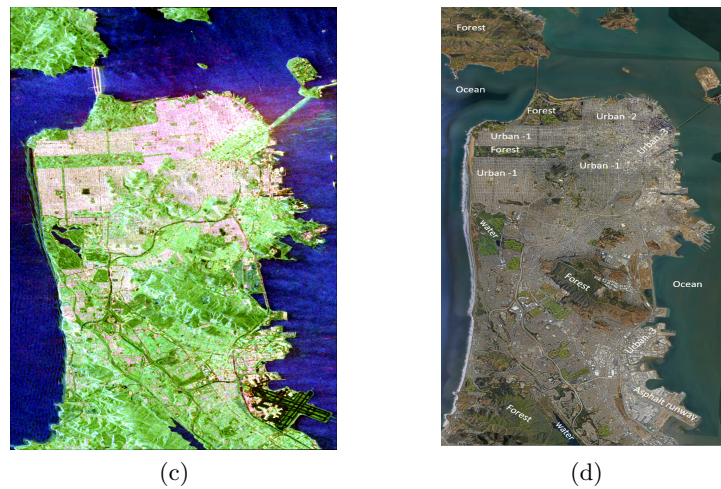 Forest
Ocean
Forest
Urban -2
Urban -1
Urban -3
Forest
Urban -1
Urban -1
water
Forest
Ocean
Urban -3
Asphalt runway
Forest
water
(c)
(d)